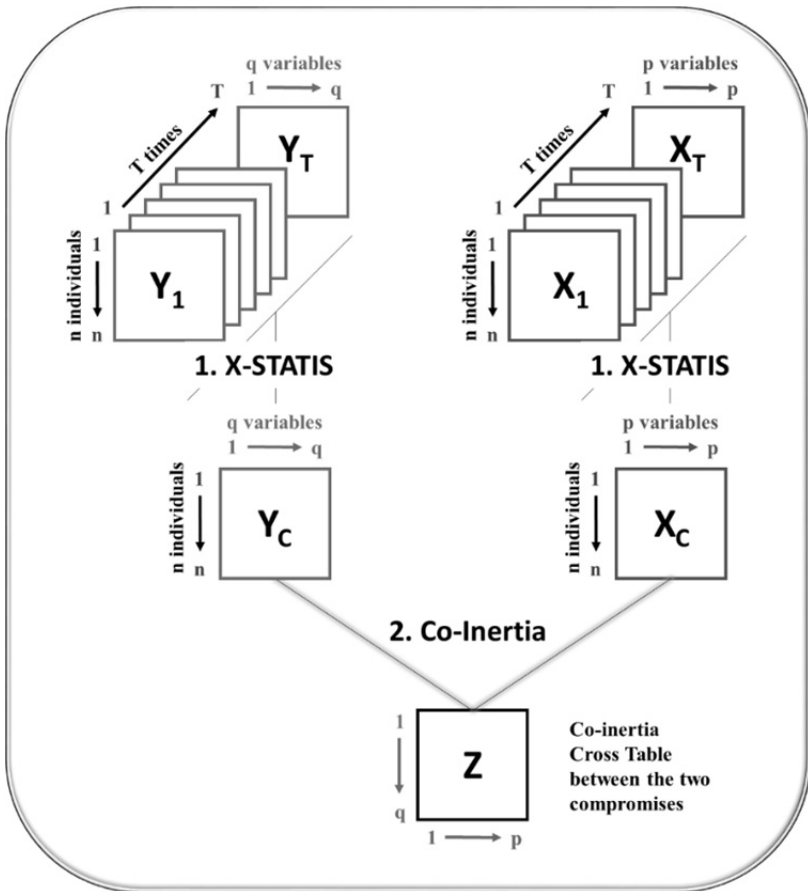 q variables
1 q
T
T times
1
Y_T
1
n individuals
n
Y_1
p variables
1 p
T
T times
1
X_T
1
n individuals
n
X_1
1. X-STATIS
1. X-STATIS
q variables
1 q
1
n individuals
n
Y_C
p variables
1 p
1
n individuals
n
X_C
2. Co-Inertia
1
q
Z
1 p
Co-inertia
Cross Table
between the two
compromises